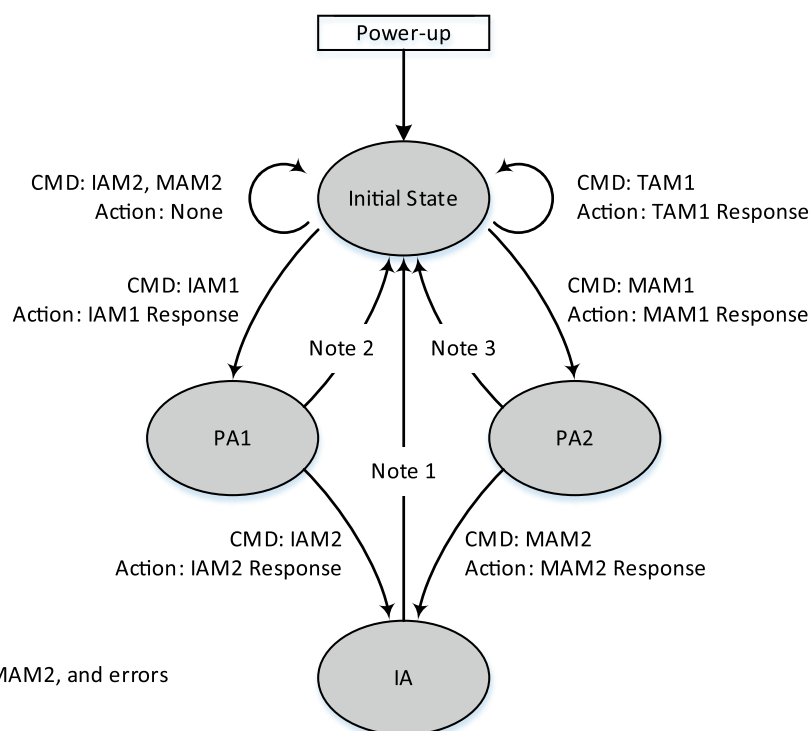 Power-up
Initial State
CMD: IAM2, MAM2
Action: None
CMD: TAM1
Action: TAM1 Response
CMD: IAM1
Action: IAM1 Response
CMD: MAM1
Action: MAM1 Response
Note 2
Note 3
PA1
PA2
Note 1
CMD: IAM2
Action: IAM2 Response
CMD: MAM2
Action: MAM2 Response
MAM2, and errors
IA